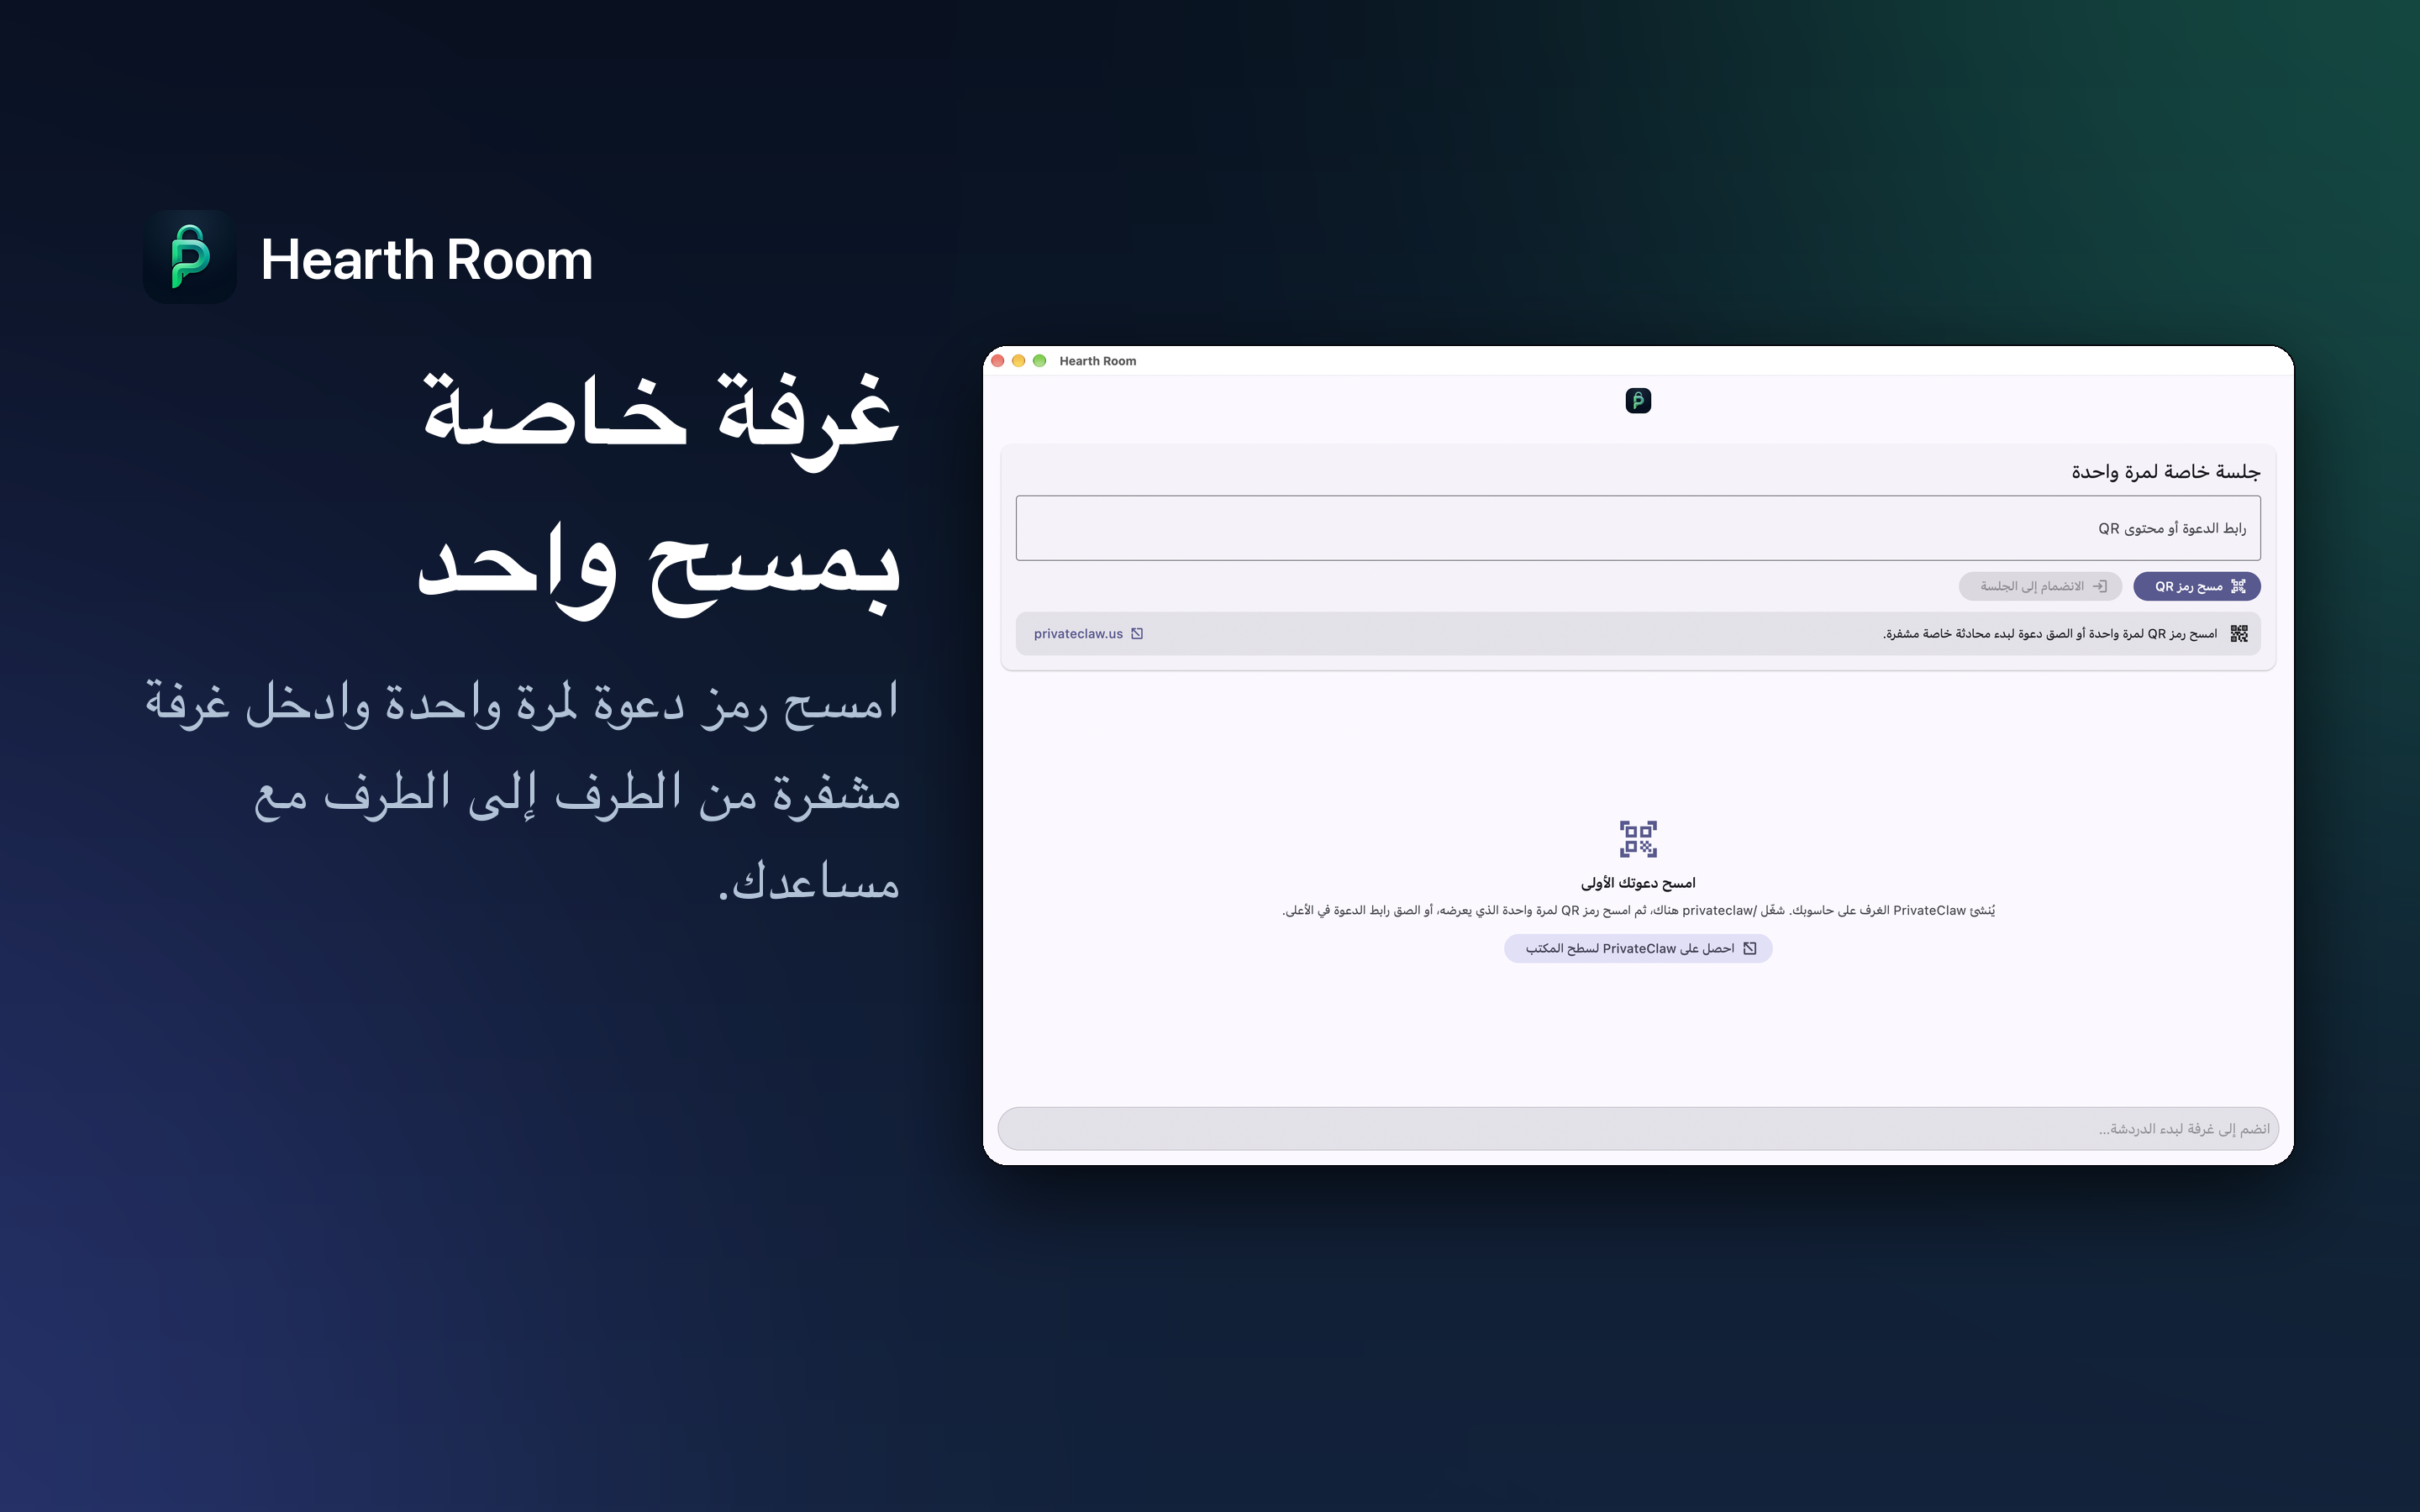 Hearth Room
غرفة خاصة
بمسح واحد
امسح رمز دعوة لمرة واحدة وادخل غرفة
مشفرة من الطرف إلى الطرف مع
مساعدك.
Hearth Room
جلسة خاصة لمرة واحدة
رابط الدعوة أو محتوى QR
مسح رمز QR
الانضمام إلى الجلسة
امسح رمز QR لمرة واحدة أو الصق دعوة لبدء محادثة خاصة مشفرة.
privateclaw.us
امسح دعوتك الأولى
يُنشئ PrivateClaw الغرف على حاسوبك. شغّل /privateclaw هناك، ثم امسح رمز QR لمرة واحدة الذي يعرضه، أو الصق رابط الدعوة في الأعلى.
احصل على PrivateClaw لسطح المكتب
انضم إلى غرفة لبدء الدردشة...